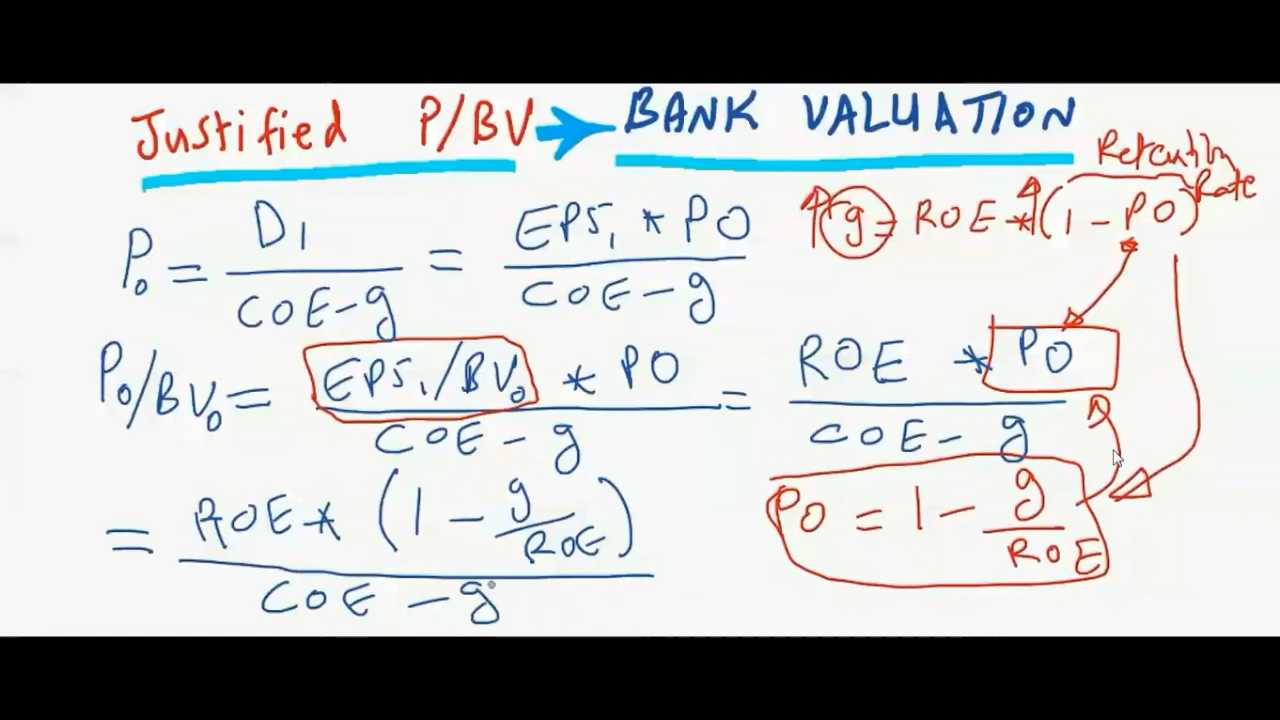 Justified P/BV → BANK VALUATION
Retention Rate
g = ROE * (1 - PO)
P₀ = D₁ / (COE - g) = (EPS₁ * PO) / (COE - g)
P₀/BV₀ = (EPS₁/BV₀ * PO) / (COE - g) = (ROE * PO) / (COE - g)
PO = 1 - g/ROE
= (ROE * (1 - g/ROE)) / (COE - g)